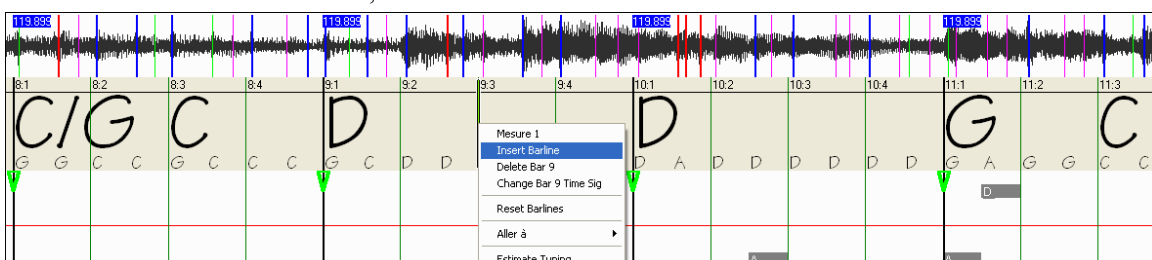 119.899 119.899 119.899 119.899
8:1 8:2 8:3 8:4 9:1 9:2 9:3 9:4 10:1 10:2 10:3 10:4 11:1 11:2 11:3
C/G C D D G C
G G C C G C C C G C D D D A D D D D D D G A G G C C
Mesure 1
Insert Barline
Delete Bar 9
Change Bar 9 Time Sig
Reset Barlines
Aller à
Estimate Tuning
D
A A